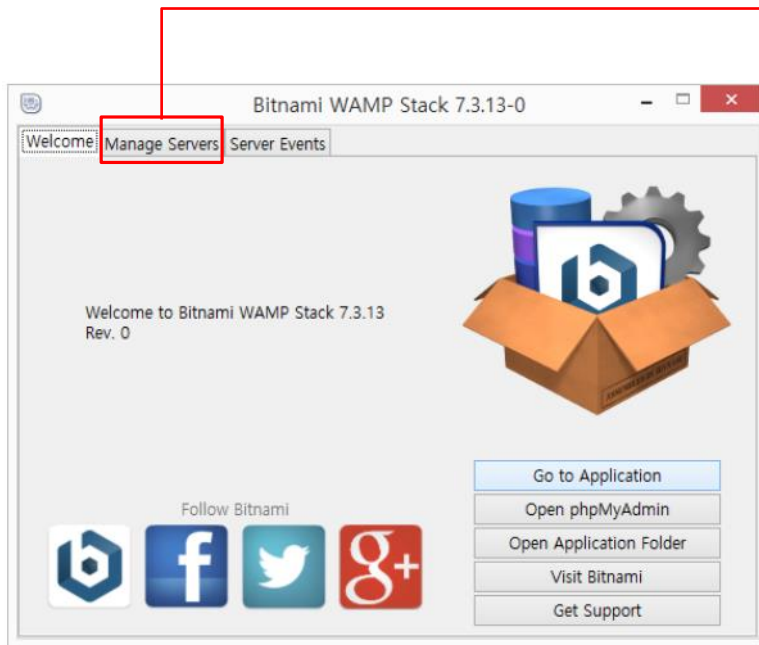 Bitnami WAMP Stack 7.3.13-0
Welcome Manage Servers Server Events
Welcome to Bitnami WAMP Stack 7.3.13
Rev. 0
Follow Bitnami
Go to Application
Open phpMyAdmin
Open Application Folder
Visit Bitnami
Get Support